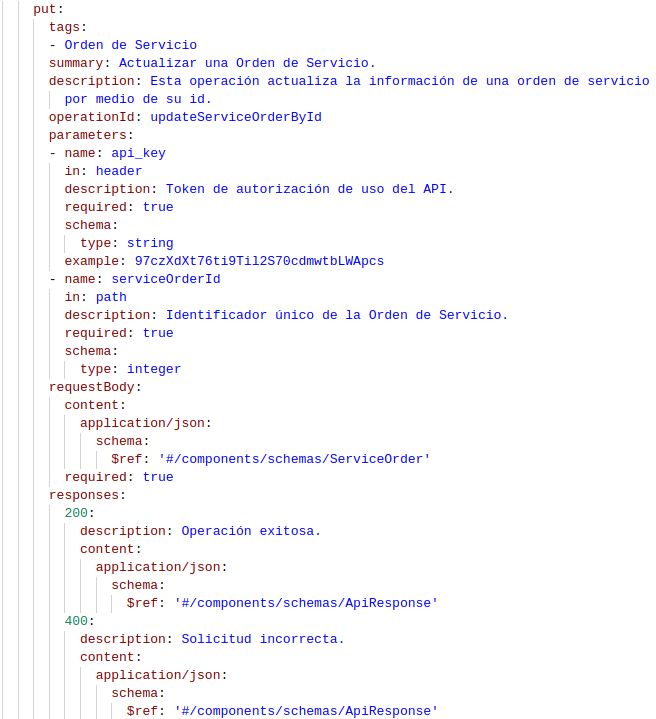 put:
tags:
- Orden de Servicio
summary: Actualizar una Orden de Servicio.
description: Esta operación actualiza la información de una orden de servicio
por medio de su id.
operationId: updateServiceOrderById
parameters:
- name: api_key
in: header
description: Token de autorización de uso del API.
required: true
schema:
type: string
example: 97czXdXt76ti9Til2S70cdmwtbLWApcs
- name: serviceOrderId
in: path
description: Identificador único de la Orden de Servicio.
required: true
schema:
type: integer
requestBody:
content:
application/json:
schema:
$ref: '#/components/schemas/ServiceOrder'
required: true
responses:
200:
description: Operación exitosa.
content:
application/json:
schema:
$ref: '#/components/schemas/ApiResponse'
400:
description: Solicitud incorrecta.
content:
application/json:
schema:
$ref: '#/components/schemas/ApiResponse'